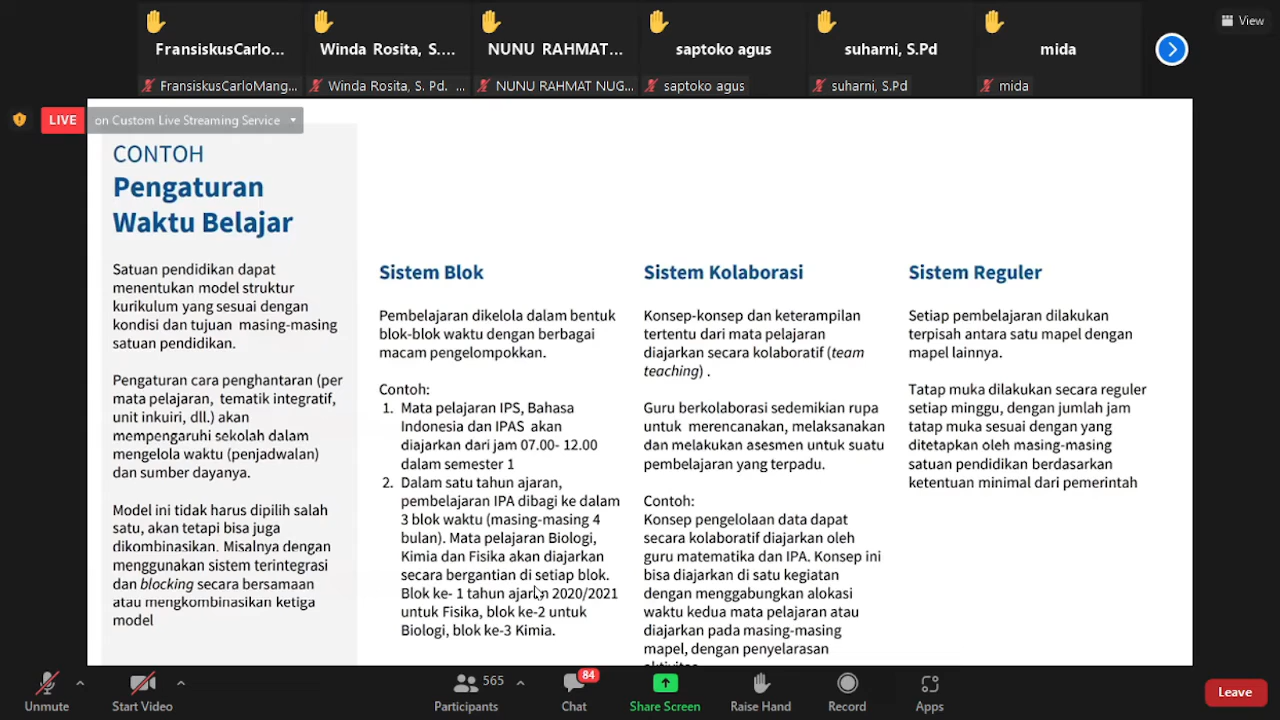 View
FransiskusCarlo...
Winda Rosita, S....
NUNU RAHMAT...
saptoko agus
suharni, S.Pd
mida
FransiskusCarloMang...
Winda Rosita, S. Pd. ...
NUNU RAHMAT NUG...
saptoko agus
suharni, S.Pd
mida
LIVE
on Custom Live Streaming Service
CONTOH
Pengaturan
Waktu Belajar
Satuan pendidikan dapat
menentukan model struktur
kurikulum yang sesuai dengan
kondisi dan tujuan masing-masing
satuan pendidikan.
Pengaturan cara penghantaran (per
mata pelajaran, tematik integratif,
unit inkuiri, dll.) akan
mempengaruhi sekolah dalam
mengelola waktu (penjadwalan)
dan sumber dayanya.
Model ini tidak harus dipilih salah
satu, akan tetapi bisa juga
dikombinasikan. Misalnya dengan
menggunakan sistem terintegrasi
dan blocking secara bersamaan
atau mengkombinasikan ketiga
model
Sistem Blok
Pembelajaran dikelola dalam bentuk
blok-blok waktu dengan berbagai
macam pengelompokkan.
Contoh:
1. Mata pelajaran IPS, Bahasa
Indonesia dan IPAS akan
diajarkan dari jam 07.00- 12.00
dalam semester 1
2. Dalam satu tahun ajaran,
pembelajaran IPA dibagi ke dalam
3 blok waktu (masing-masing 4
bulan). Mata pelajaran Biologi,
Kimia dan Fisika akan diajarkan
secara bergantian di setiap blok.
Blok ke- 1 tahun ajaran 2020/2021
untuk Fisika, blok ke-2 untuk
Biologi, blok ke-3 Kimia.
Sistem Kolaborasi
Konsep-konsep dan keterampilan
tertentu dari mata pelajaran
diajarkan secara kolaboratif (team
teaching) .
Guru berkolaborasi sedemikian rupa
untuk merencanakan, melaksanakan
dan melakukan asesmen untuk suatu
pembelajaran yang terpadu.
Contoh:
Konsep pengelolaan data dapat
secara kolaboratif diajarkan oleh
guru matematika dan IPA. Konsep ini
bisa diajarkan di satu kegiatan
dengan menggabungkan alokasi
waktu kedua mata pelajaran atau
diajarkan pada masing-masing
mapel, dengan penyelarasan
Sistem Reguler
Setiap pembelajaran dilakukan
terpisah antara satu mapel dengan
mapel lainnya.
Tatap muka dilakukan secara reguler
setiap minggu, dengan jumlah jam
tatap muka sesuai dengan yang
ditetapkan oleh masing-masing
satuan pendidikan berdasarkan
ketentuan minimal dari pemerintah
Unmute
Start Video
565
Participants
84
Chat
Share Screen
Raise Hand
Record
Apps
Leave